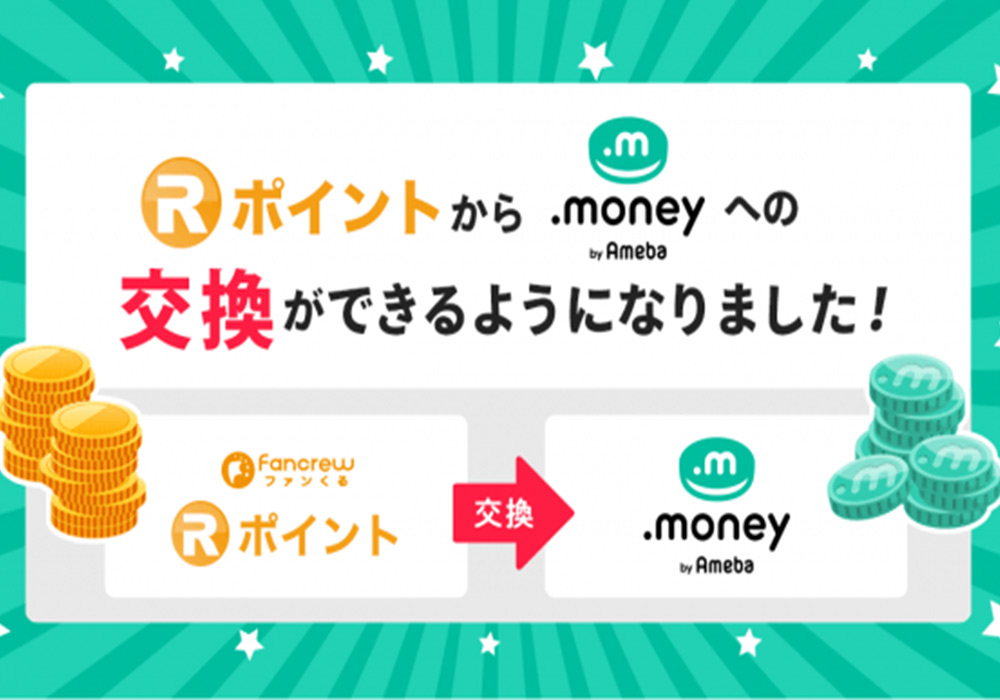 Rポイントから .money への
by Ameba
交換ができるようになりました!
Fancrew
ファンくる
Rポイント
交換
.m
.money
by Ameba